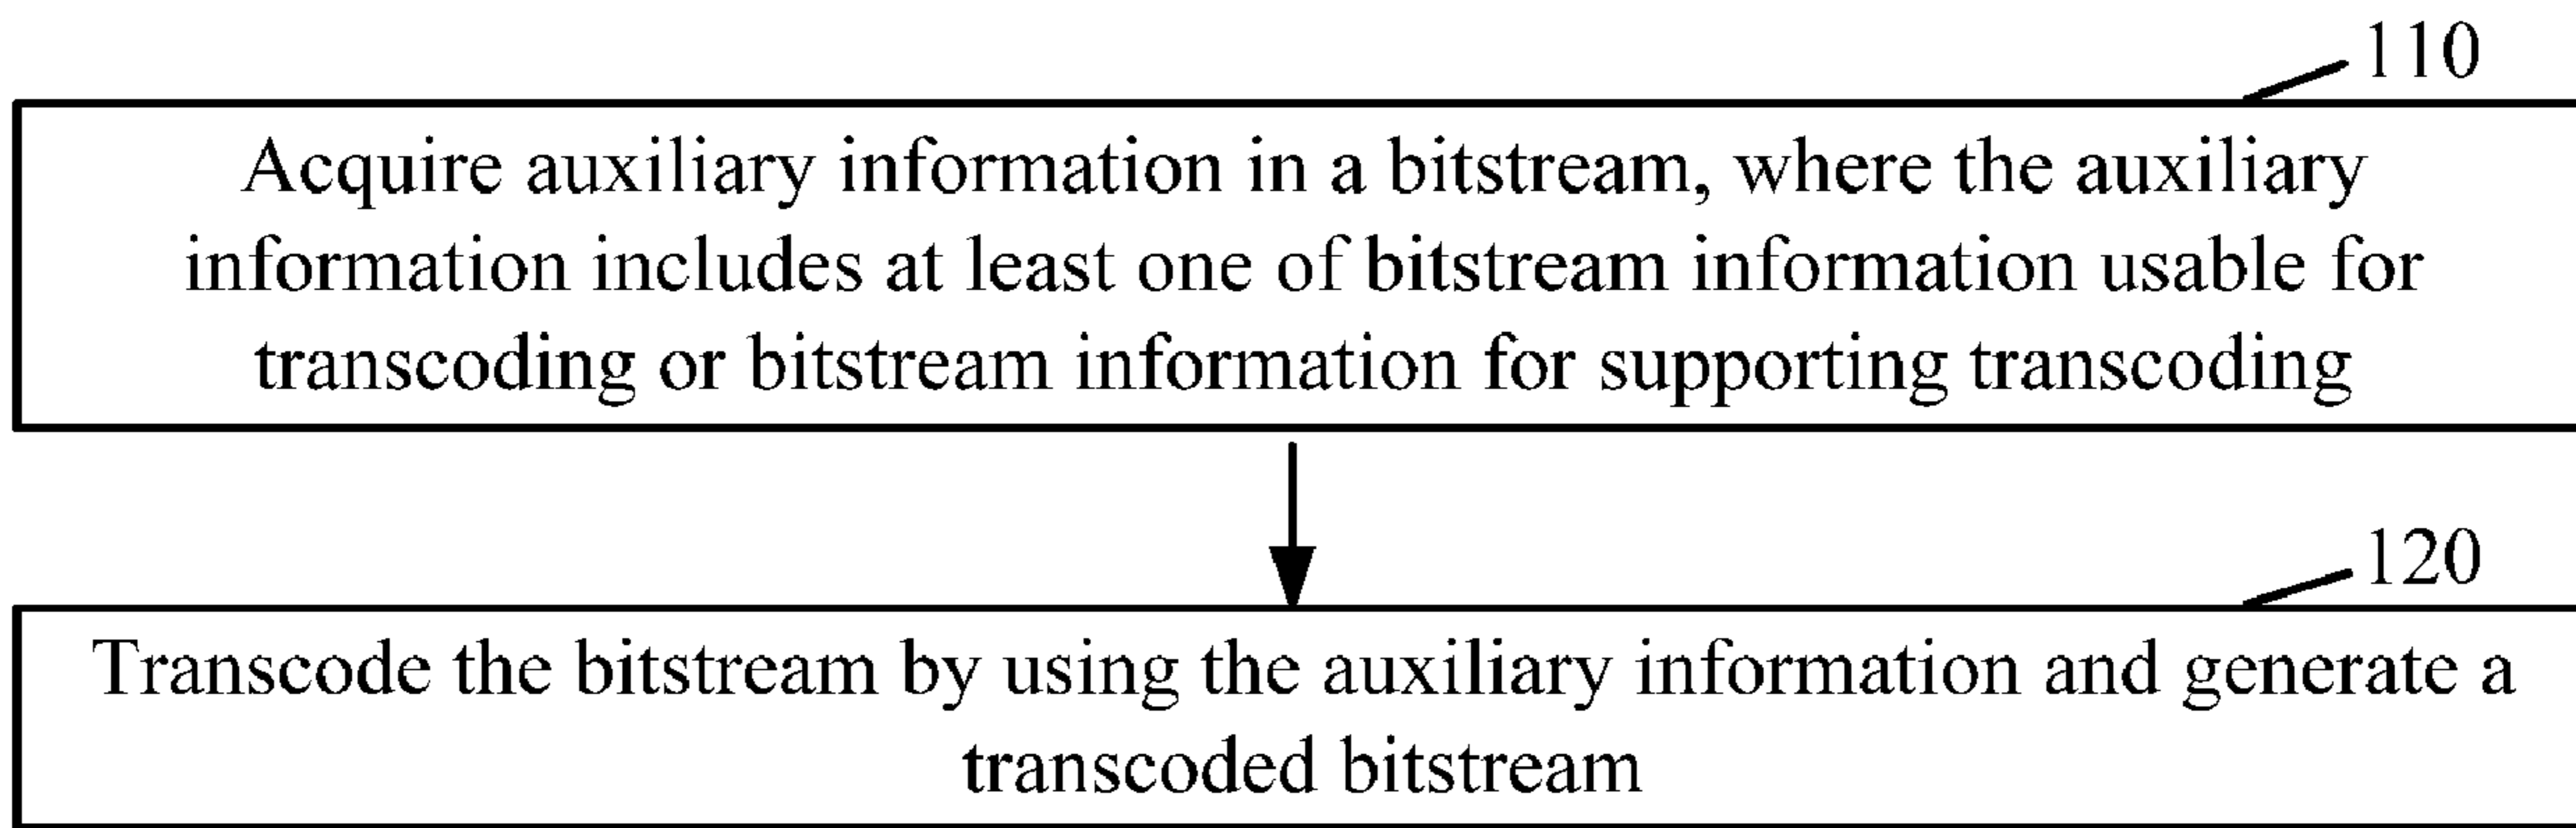 110
Acquire auxiliary information in a bitstream, where the auxiliary
information includes at least one of bitstream information usable for
transcoding or bitstream information for supporting transcoding
120
Transcode the bitstream by using the auxiliary information and generate a
transcoded bitstream